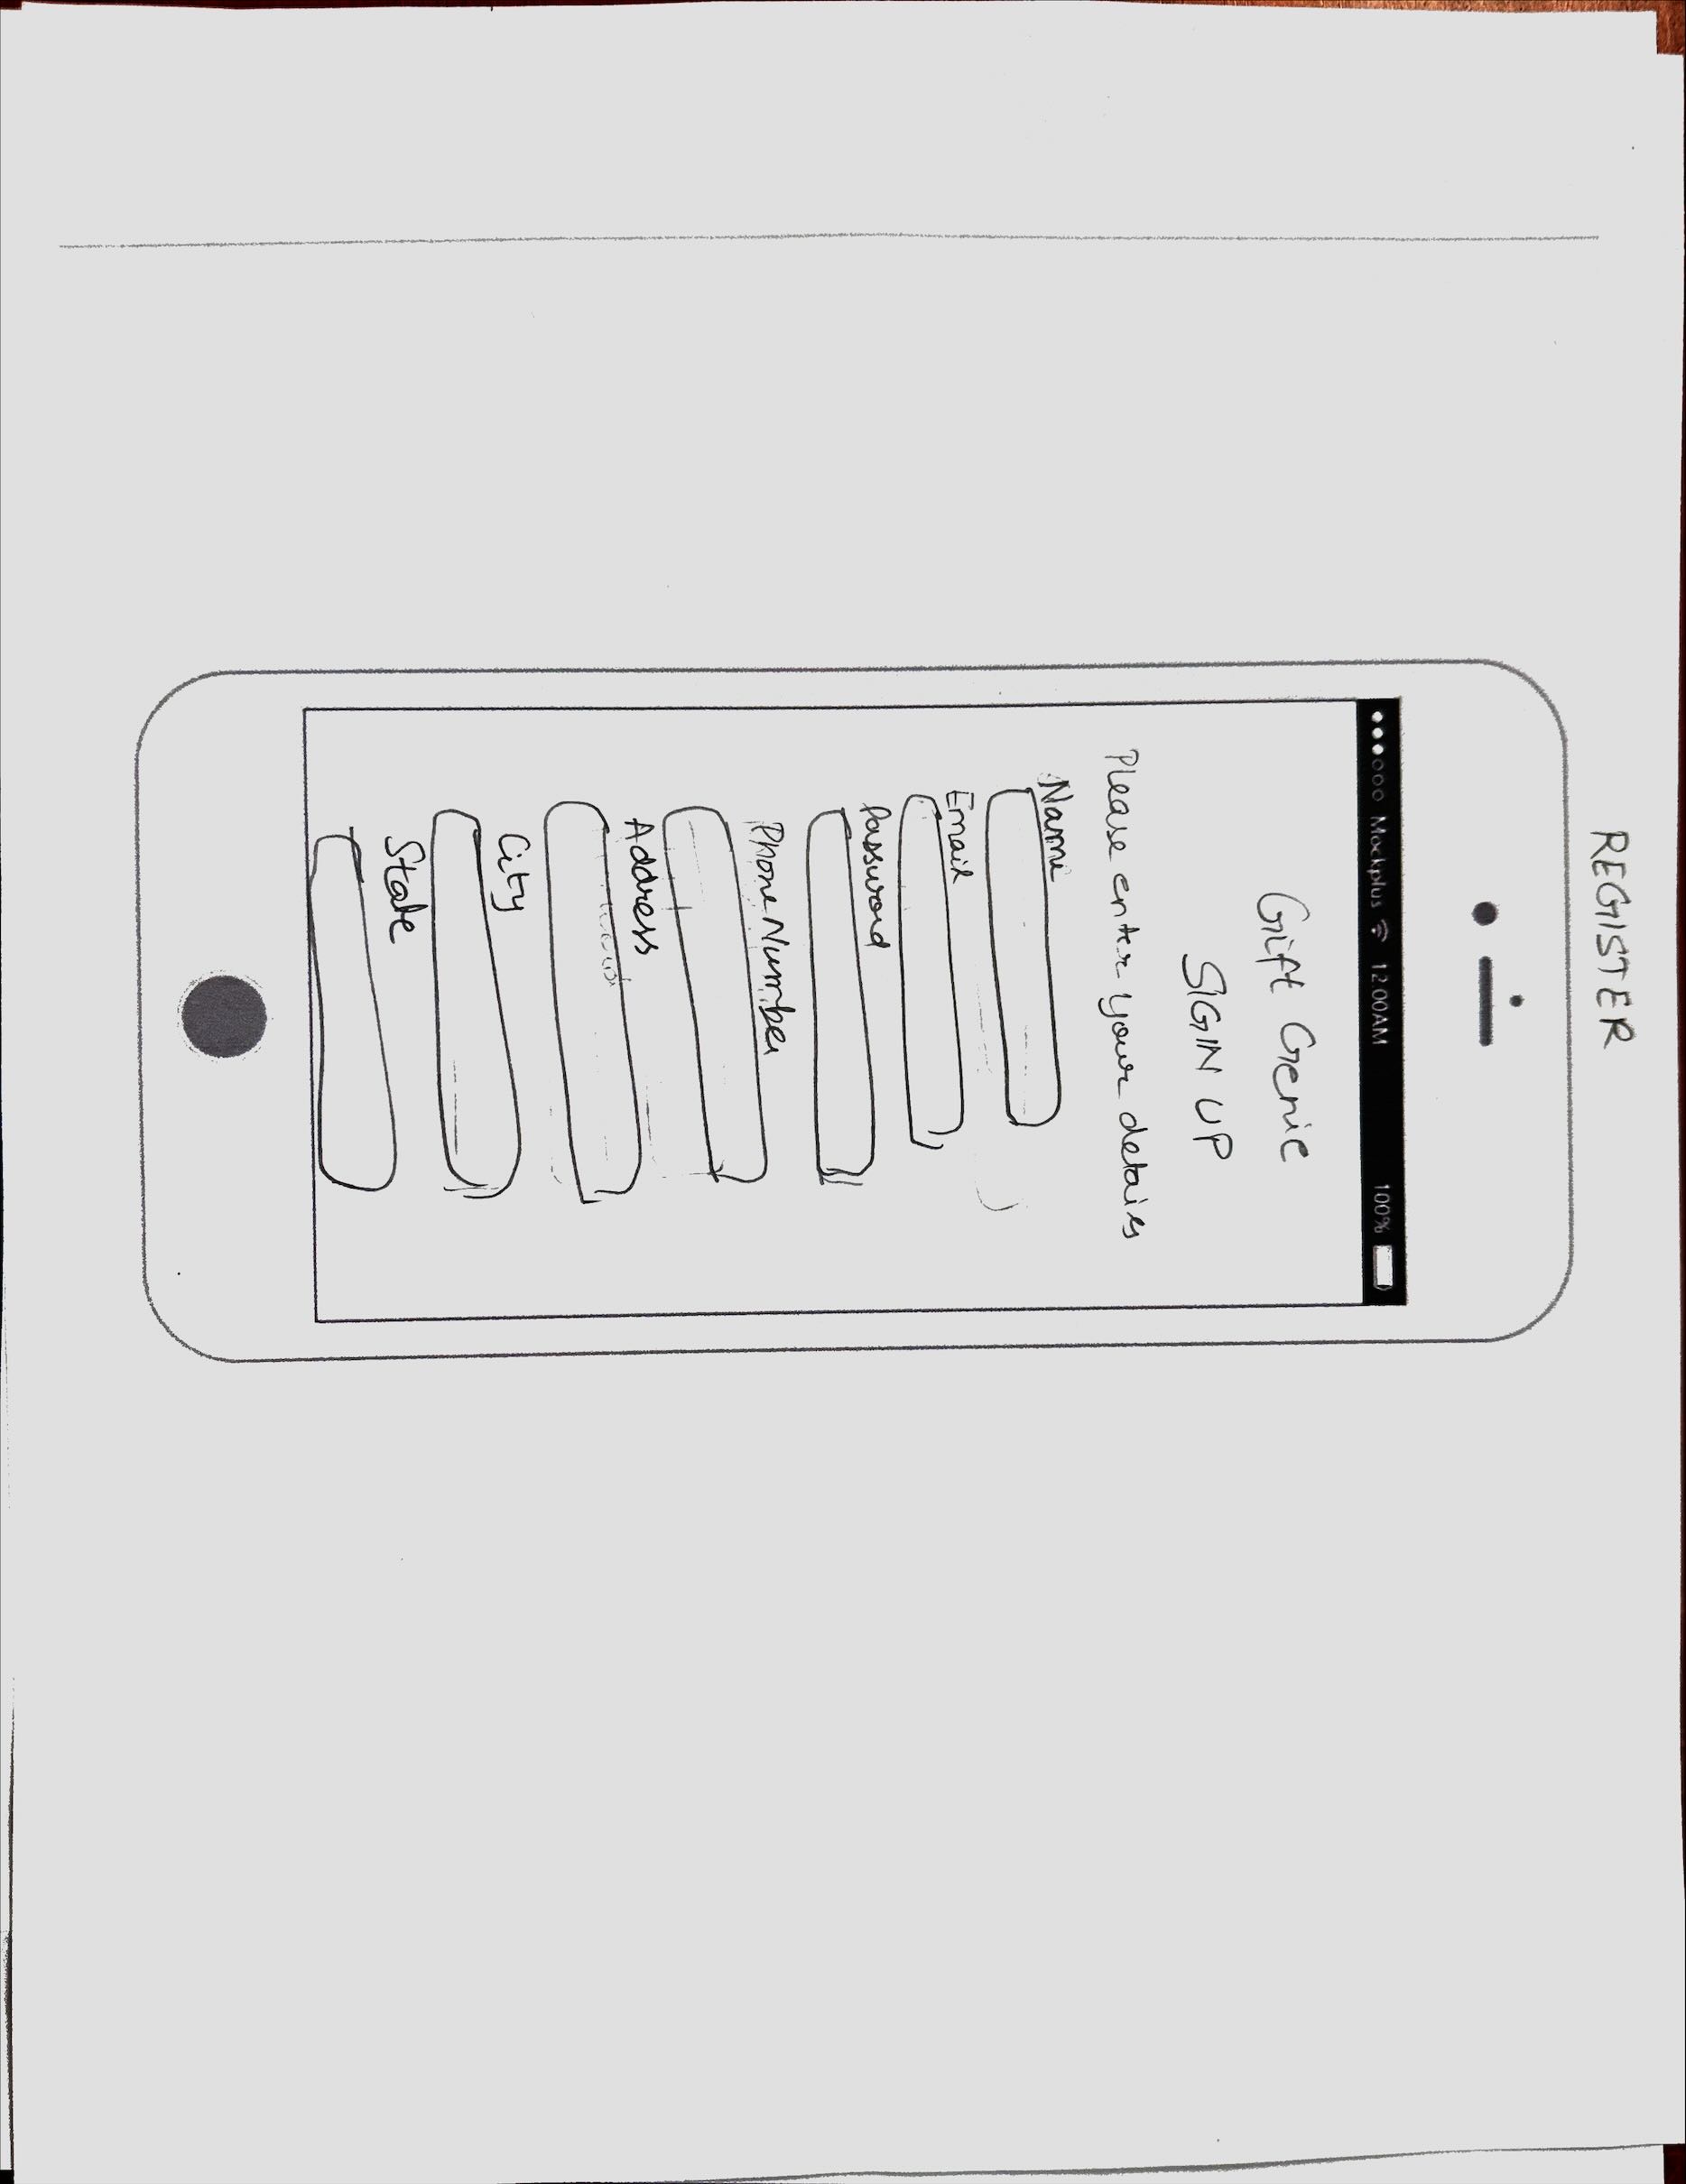 REGISTER
Mockplus 12:00AM 100%
Gift Genie
SIGN UP
Please enter your details
Name
Email
Password
Phone Number
Address
City
State